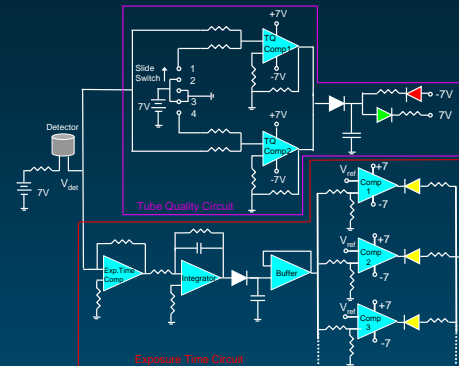 +7V
TQ
Comp1
-7V
Slide
Switch
1
2
3
4
7V
-7V
7V
Detector
+7V
TQ
Comp2
-7V
7V
Vdet
Tube Quality Circuit
Vref
+7
Comp
1
-7
Vref
+7
Comp
2
-7
Exp.Time
Comp
Integrator
Buffer
Vref
+7
Comp
3
-7
Exposure Time Circuit